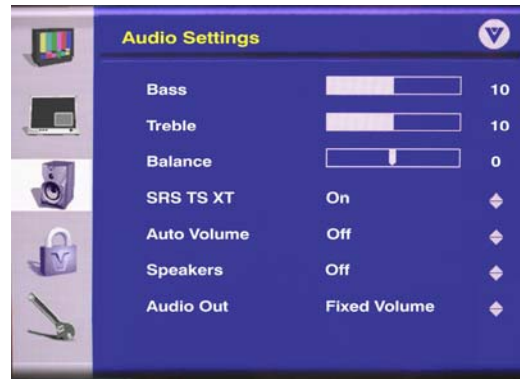 Audio Settings
Bass 10
Treble 10
Balance 0
SRS TS XT On
Auto Volume Off
Speakers Off
Audio Out Fixed Volume